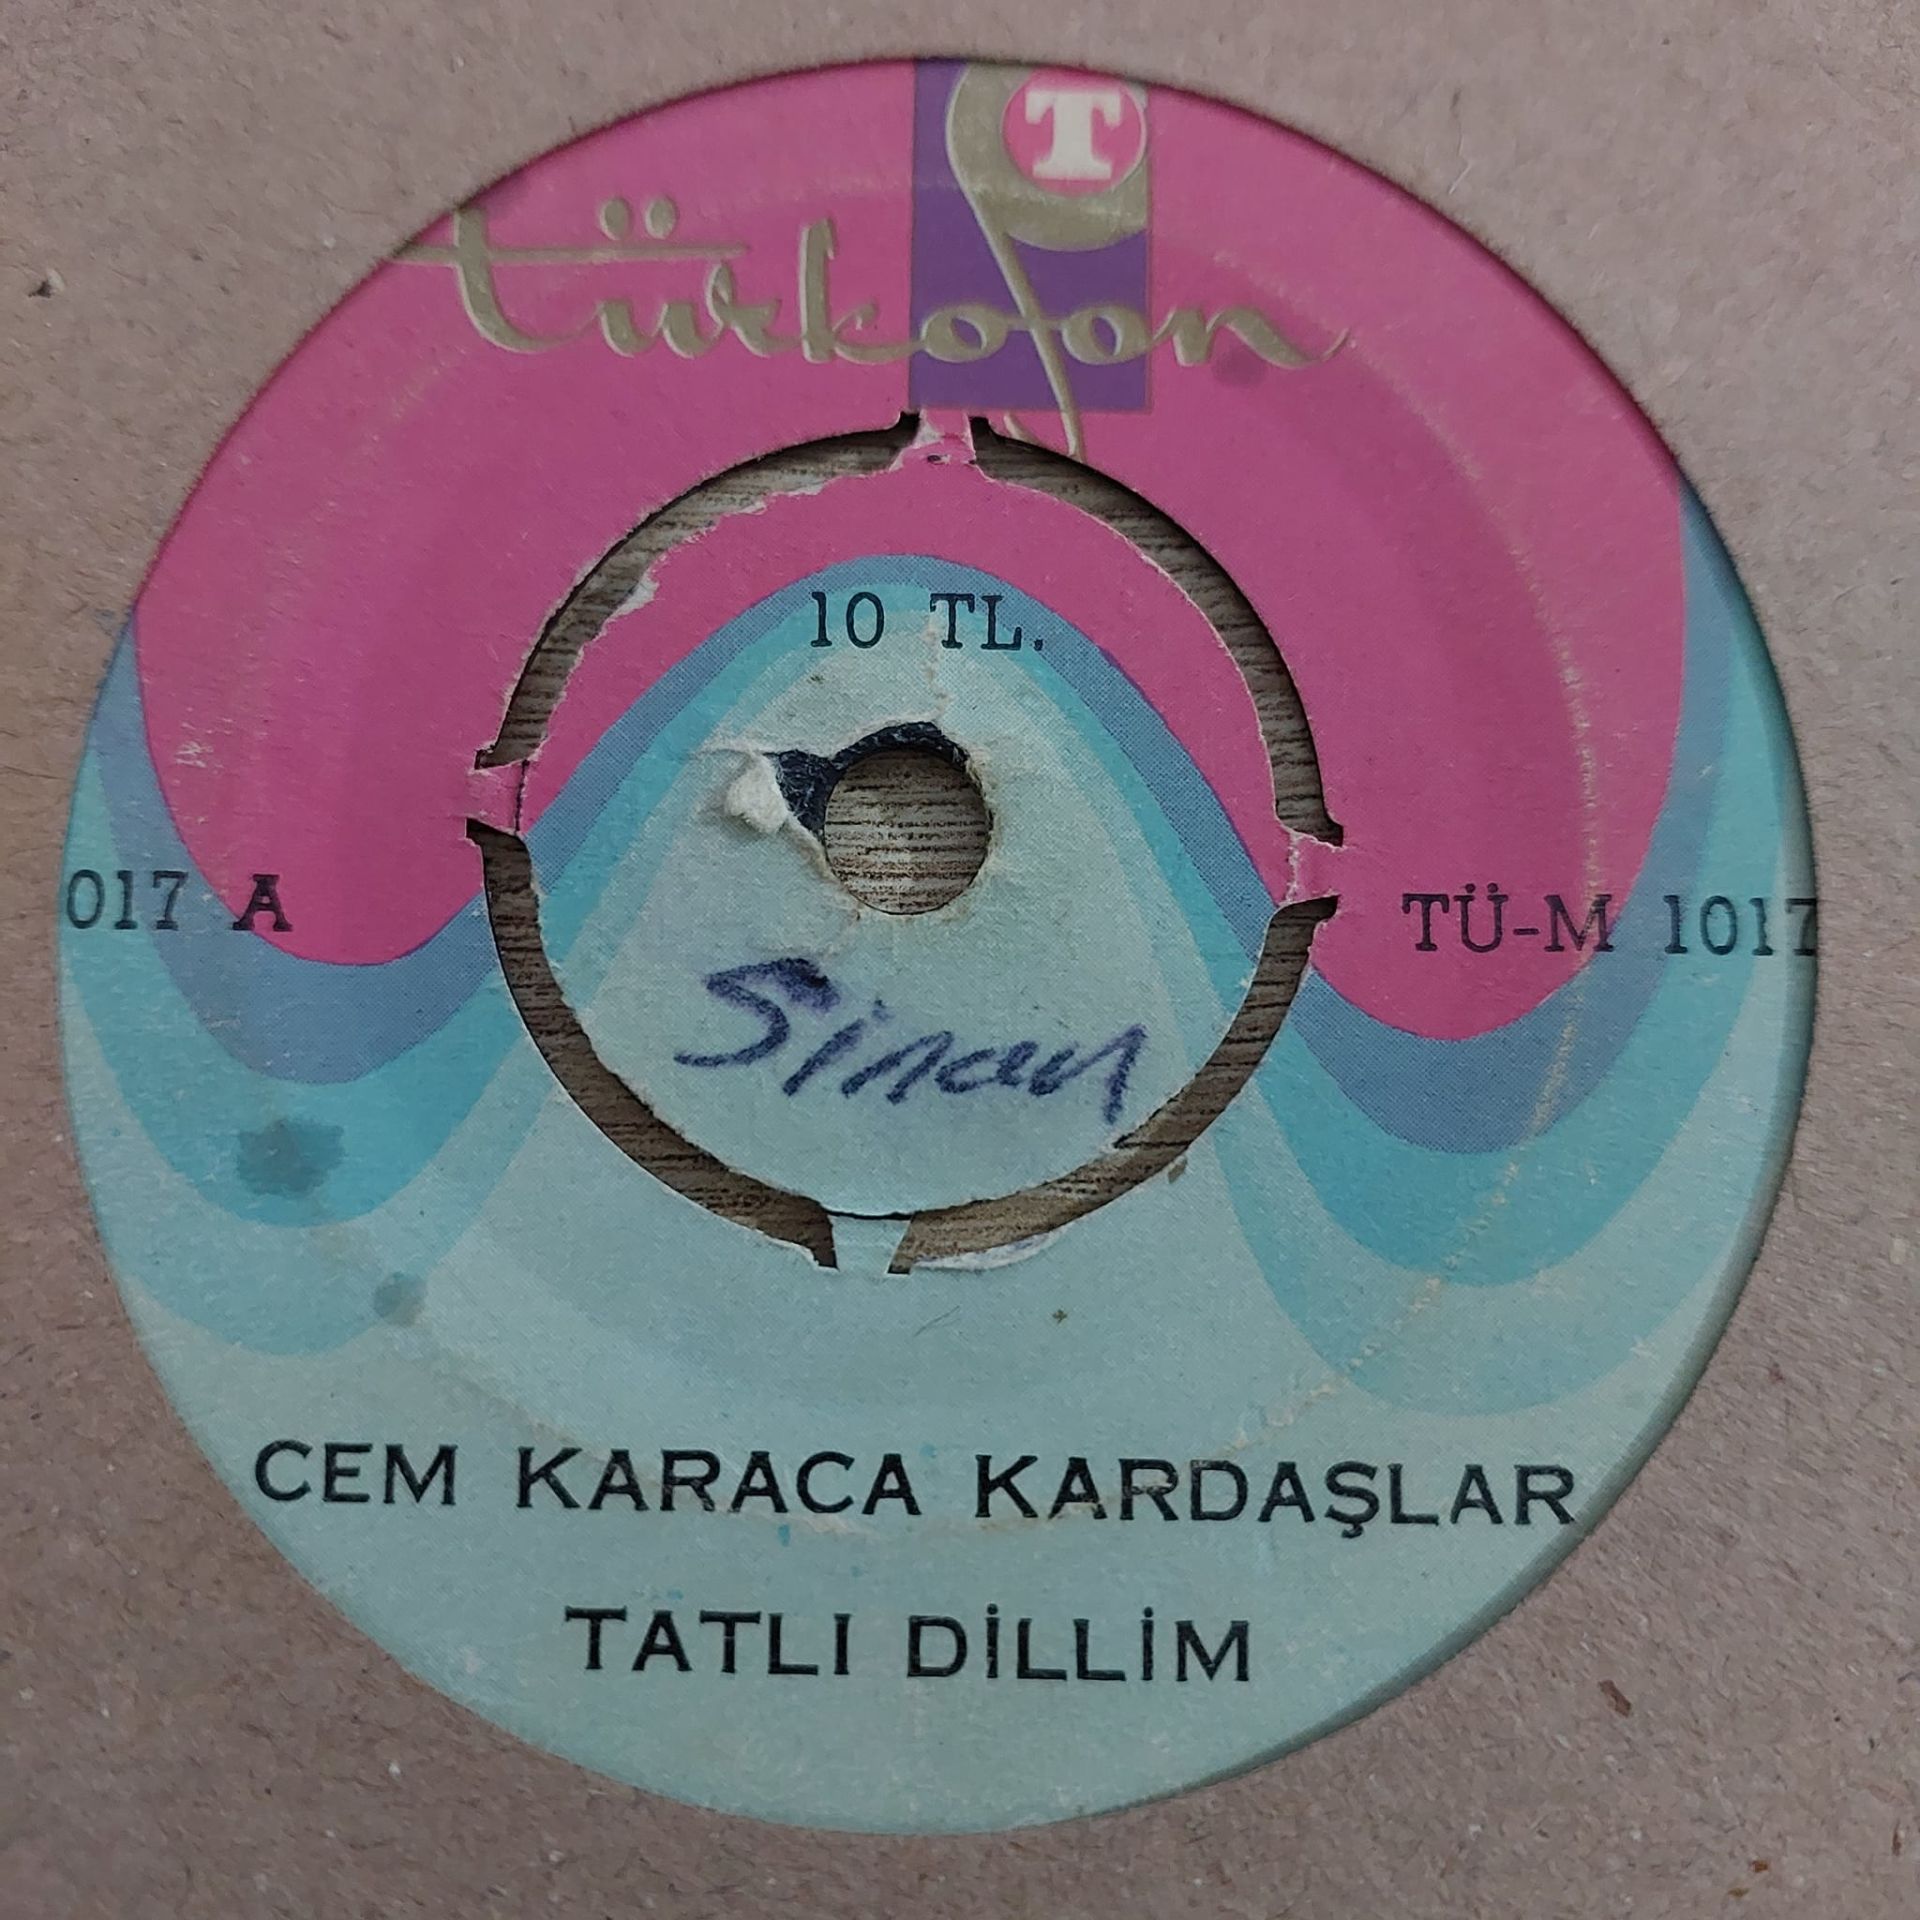 T
türkofon
10 TL.
017 A
TÜ-M 1017
Sinan
CEM KARACA KARDAŞLAR
TATLI DİLLİM